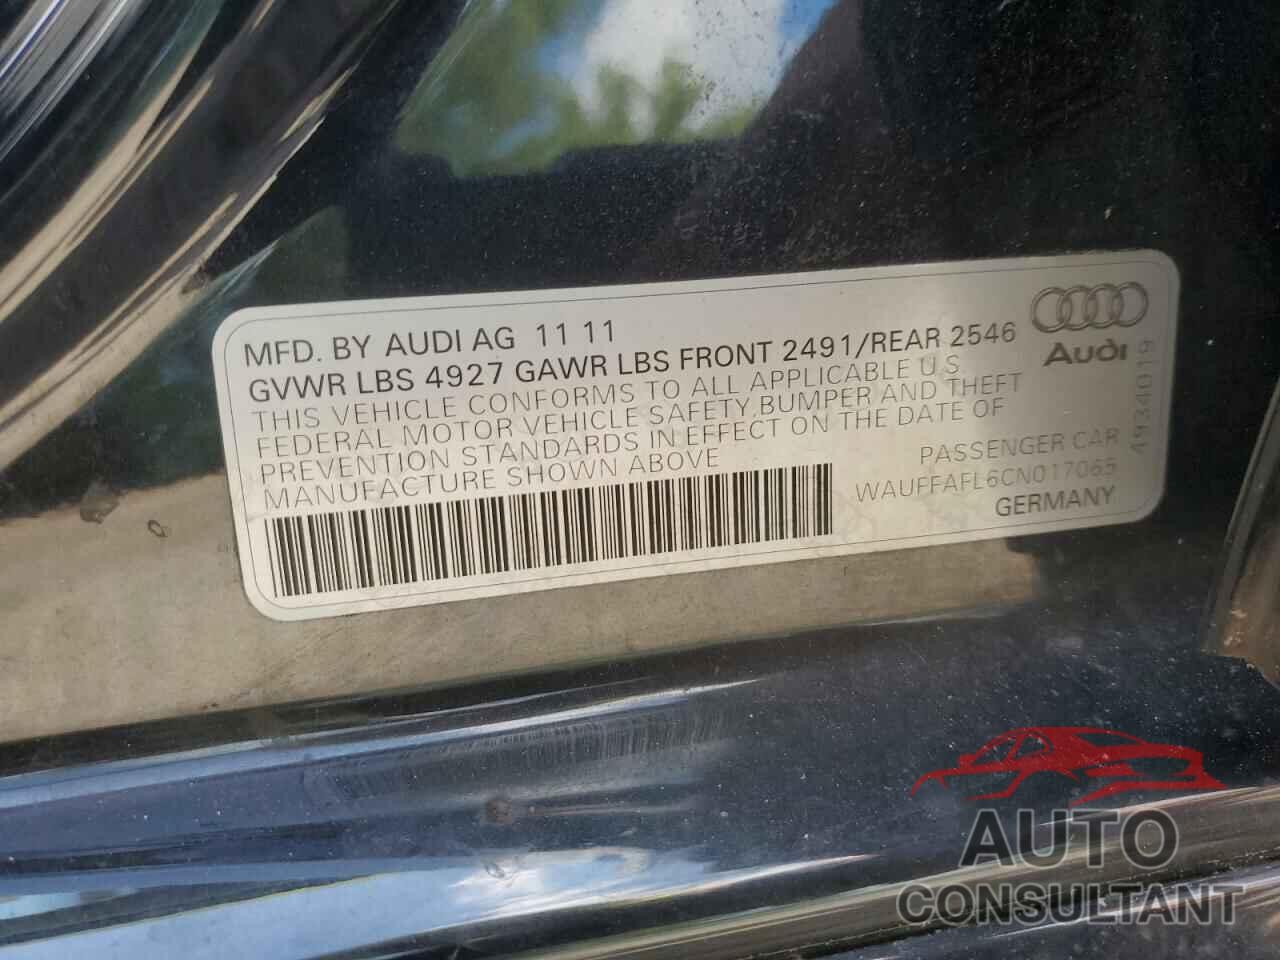 MFD. BY AUDI AG 11 11
GVWR LBS 4927 GAWR LBS FRONT 2491/REAR 2546
THIS VEHICLE CONFORMS TO ALL APPLICABLE U S
FEDERAL MOTOR VEHICLE SAFETY, BUMPER AND THEFT
PREVENTION STANDARDS IN EFFECT ON THE DATE OF
MANUFACTURE SHOWN ABOVE
Audi
PASSENGER CAR
WAUFFAFL6CN017065
GERMANY
4934019
AUTO
CONSULTANT